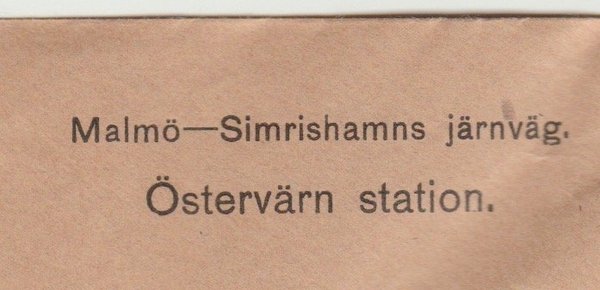 Malmö—Simrishamns järnväg.
Östervärn station.